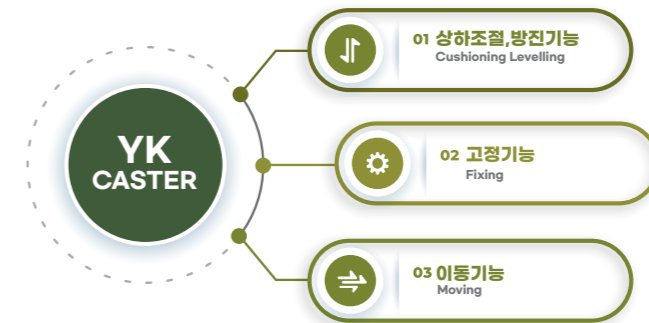 YK
CASTER
01 상하조절,방진기능
Cushioning Levelling
02 고정기능
Fixing
03 이동기능
Moving